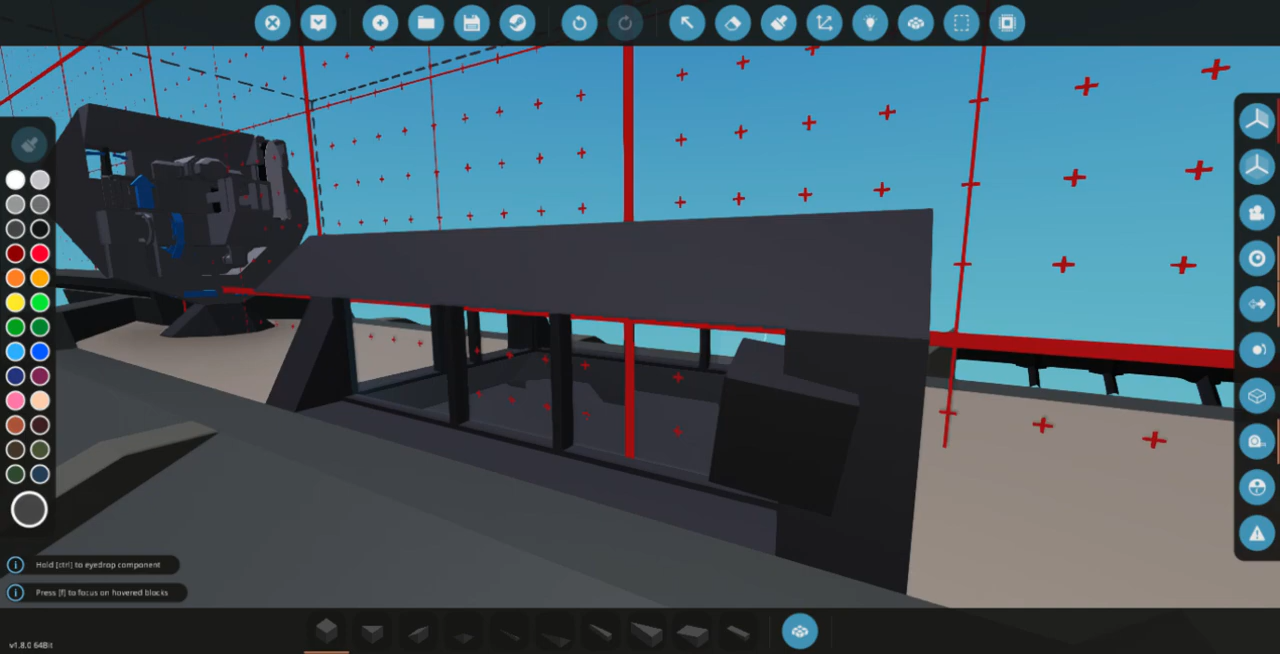 Hold [ctrl] to eyedrop component
Press [f] to focus on hovered blocks
v1.8.0 64Bit